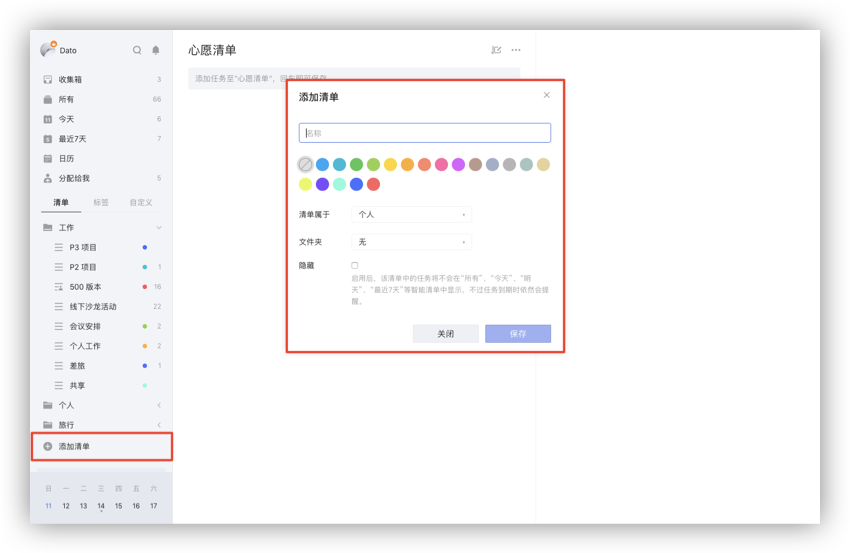 Dato
收集箱 3
所有 66
今天 6
最近7天 7
日历
分配给我 5
清单 标签 自定义
工作
P3 项目
P2 项目 1
500 版本 16
线下沙龙活动 22
会议安排 2
个人工作 2
差旅 1
共享
个人
旅行
添加清单
日 一 二 三 四 五 六
11 12 13 14 15 16 17
心愿清单
添加任务至“心愿清单”，回车即可保存
添加清单
名称
清单属于 个人
文件夹 无
隐藏
启用后，该清单中的任务将不会在“所有”、“今天”、“明
天”、“最近7天”等智能清单中显示，不过任务到期时依然会提
醒。
关闭 保存